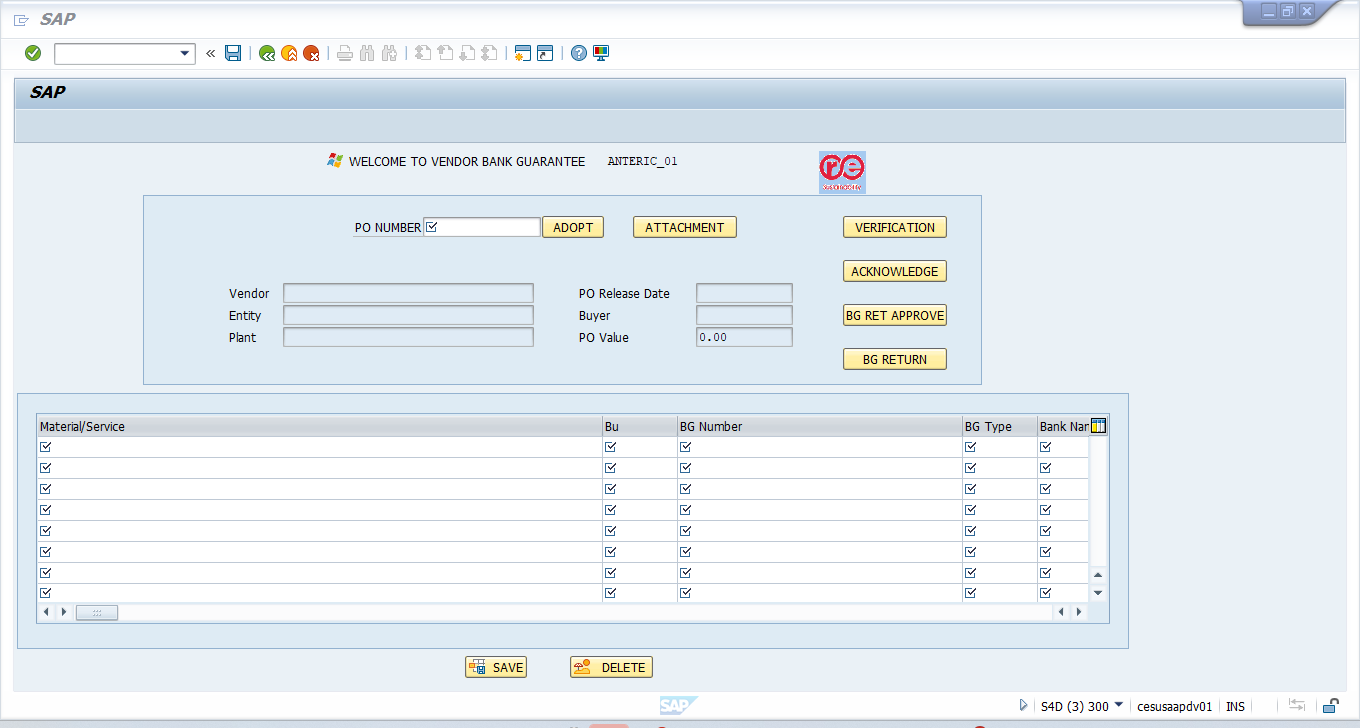 SAP
SAP
WELCOME TO VENDOR BANK GUARANTEE ANTERIC_01
re
sustainability
PO NUMBER ADOPT ATTACHMENT VERIFICATION
ACKNOWLEDGE
Vendor PO Release Date
Entity Buyer BG RET APPROVE
Plant PO Value 0.00
BG RETURN
Material/Service Bu BG Number BG Type Bank Nar
SAVE DELETE
SAP S4D (3) 300 cesusaapdv01 INS